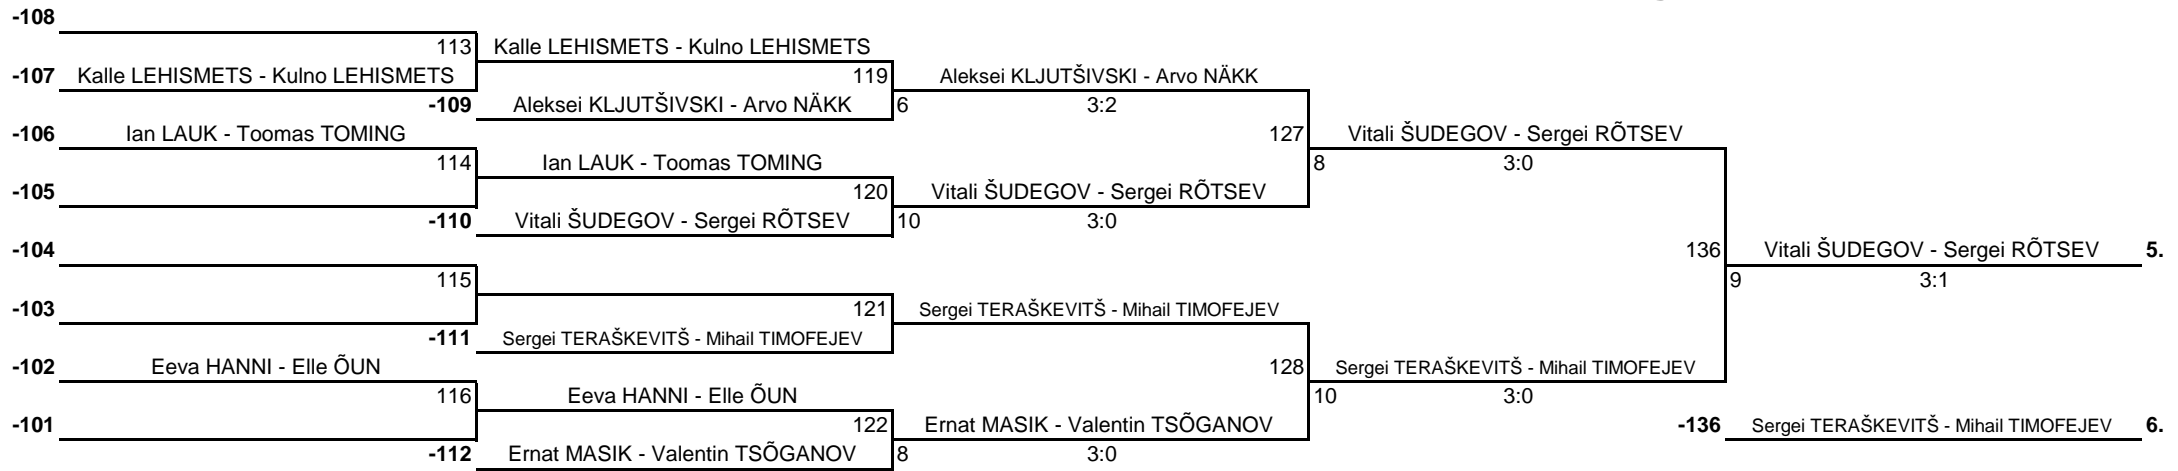 -108
113 Kalle LEHISMETS - Kulno LEHISMETS
-107 Kalle LEHISMETS - Kulno LEHISMETS 119 Aleksei KLJUTŠIVSKI - Arvo NÄKK
-109 Aleksei KLJUTŠIVSKI - Arvo NÄKK 6 3:2
-106 Ian LAUK - Toomas TOMING 127 Vitali ŠUDEGOV - Sergei RÕTSEV
114 Ian LAUK - Toomas TOMING 8 3:0
-105 120 Vitali ŠUDEGOV - Sergei RÕTSEV
-110 Vitali ŠUDEGOV - Sergei RÕTSEV 10 3:0
-104 136 Vitali ŠUDEGOV - Sergei RÕTSEV 5.
115 9 3:1
-103 121 Sergei TERAŠKEVITŠ - Mihail TIMOFEJEV
-111 Sergei TERAŠKEVITŠ - Mihail TIMOFEJEV
-102 Eeva HANNI - Elle ÕUN 128 Sergei TERAŠKEVITŠ - Mihail TIMOFEJEV
116 Eeva HANNI - Elle ÕUN 10 3:0
-101 122 Ernat MASIK - Valentin TSÕGANOV -136 Sergei TERAŠKEVITŠ - Mihail TIMOFEJEV 6.
-112 Ernat MASIK - Valentin TSÕGANOV 8 3:0